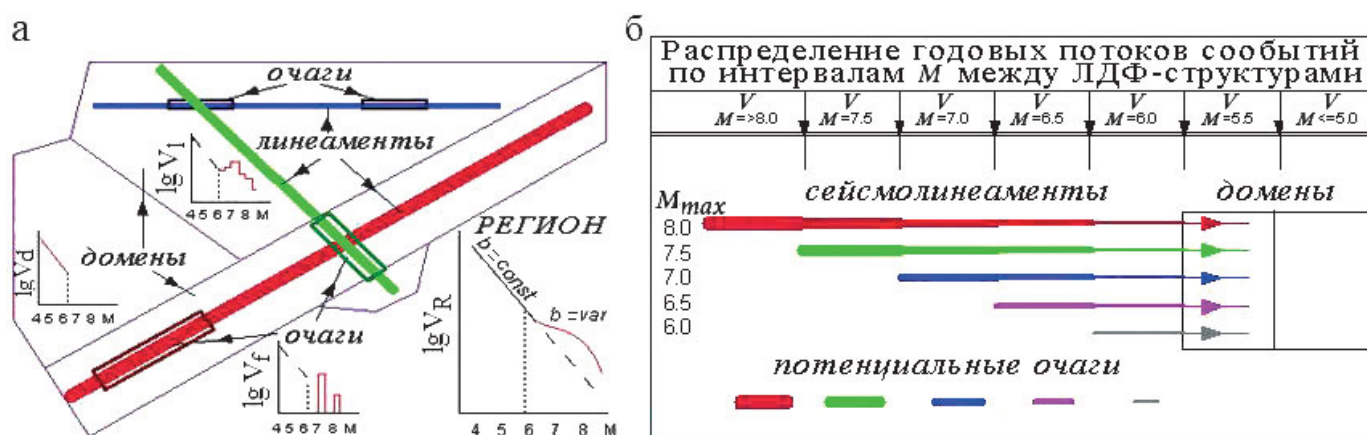 а
очаги
линеаменты
lgV1
4 5 6 7 8 M
РЕГИОН
домены
b=const
lgVd
4 5 6 7 8 M
b=var
lgVR
очаги
lgVf
4 5 6 7 8 M
3 4 5 6 7 8 M
б
Распределение годовых потоков сообытий
по интервалам M между ЛДФ-структурами
V V V V V V V
M=>8.0 M=7.5 M=7.0 M=6.5 M=6.0 M=5.5 M<=5.0
сейсмолинеаменты домены
Mmax
8.0
7.5
7.0
6.5
6.0
потенциальные очаги